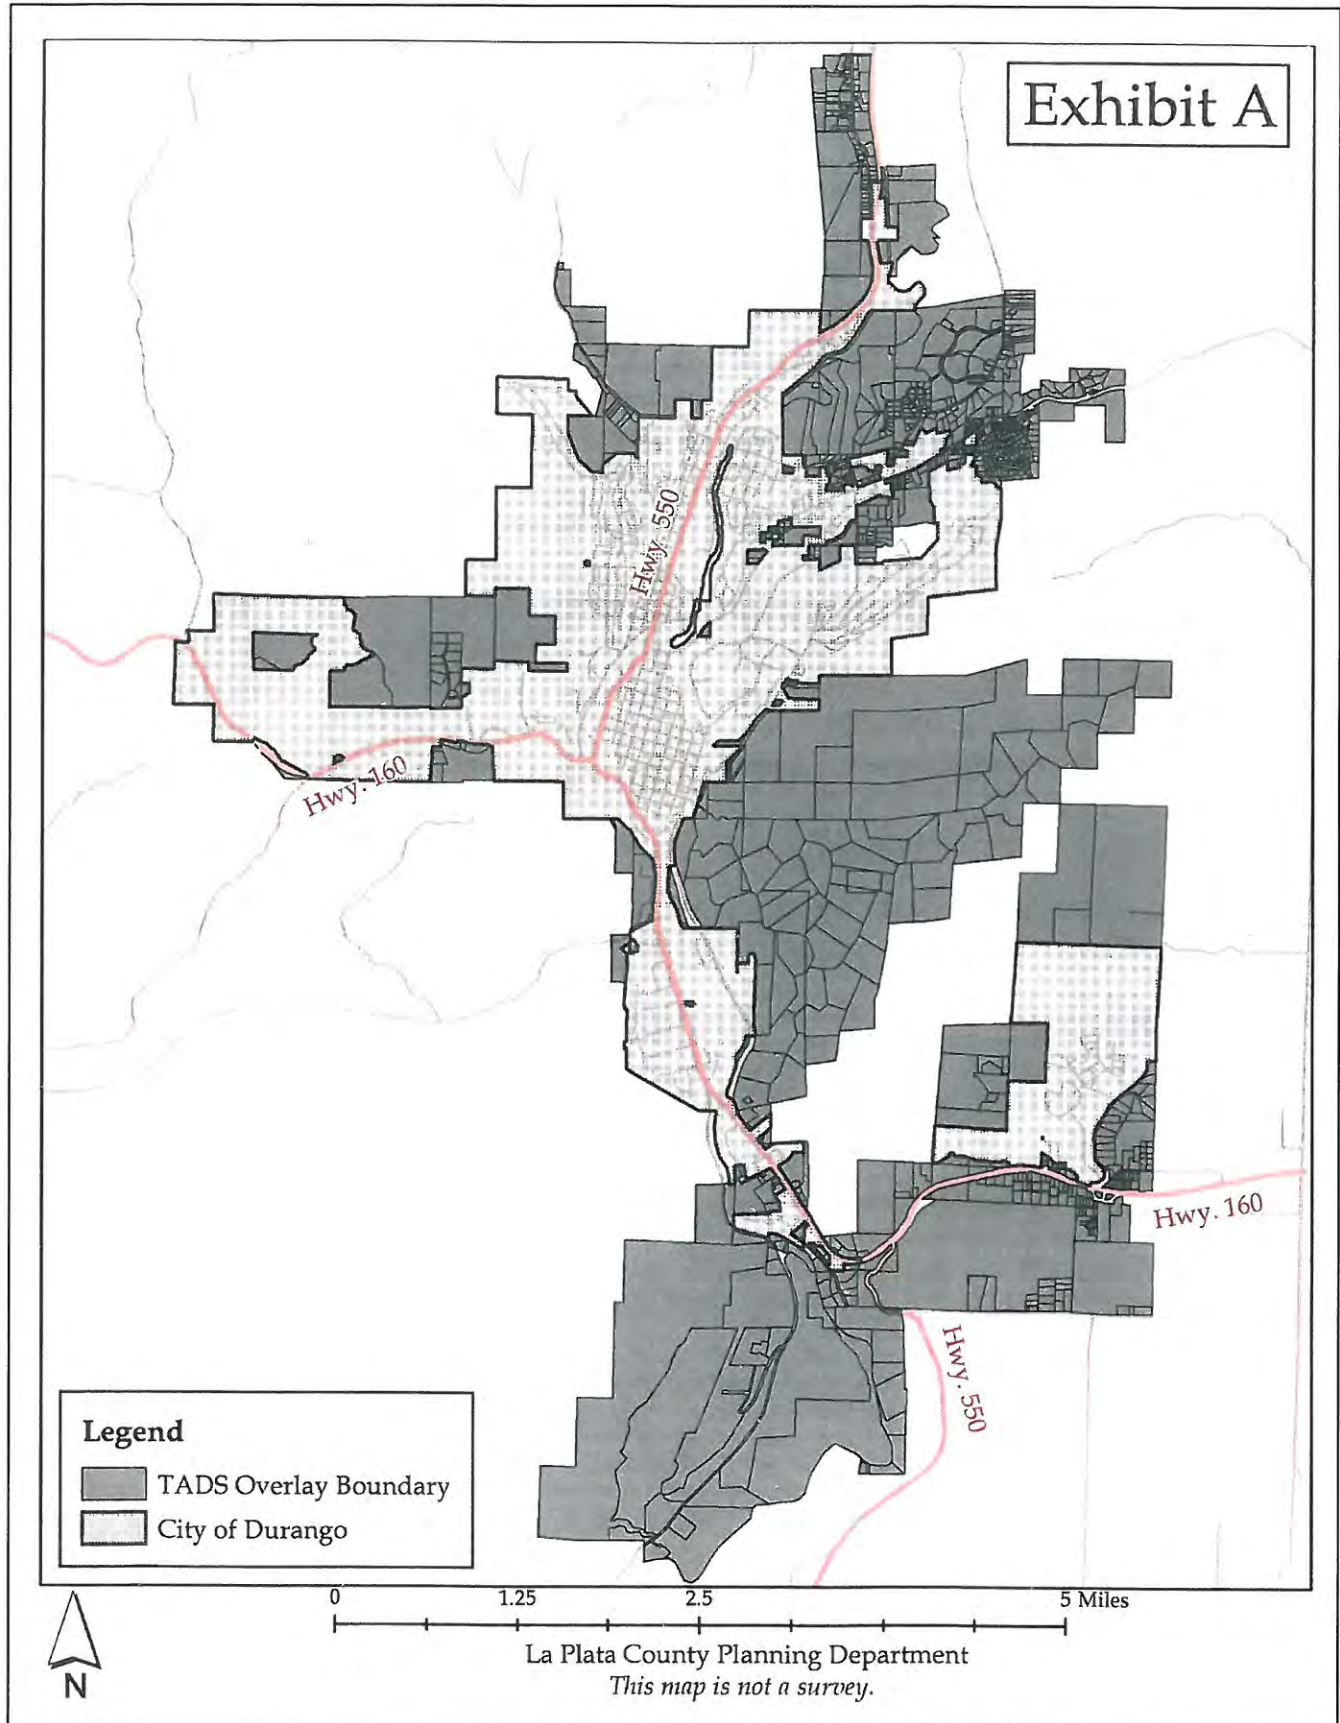 Exhibit A
Hwy. 550
Hwy. 160
Hwy. 160
Hwy. 550
Legend
TADS Overlay Boundary
City of Durango
0 1.25 2.5 5 Miles
N
La Plata County Planning Department
This map is not a survey.